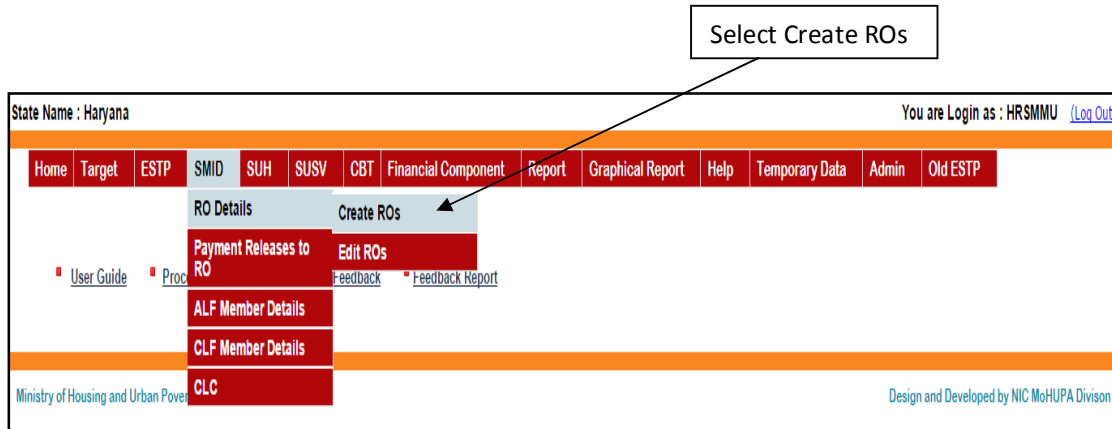 Select Create ROs
State Name : Haryana You are Login as : HRSMMU (Log Out
Home Target ESTP SMID SUH SUSV CBT Financial Component Report Graphical Report Help Temporary Data Admin Old ESTP
RO Details Create ROs
Payment Releases to Edit ROs
RO
User Guide Feedback Feedback Report
ALF Member Details
CLF Member Details
CLC
Ministry of Housing and Urban Design and Developed by NIC MoHUPA Divison